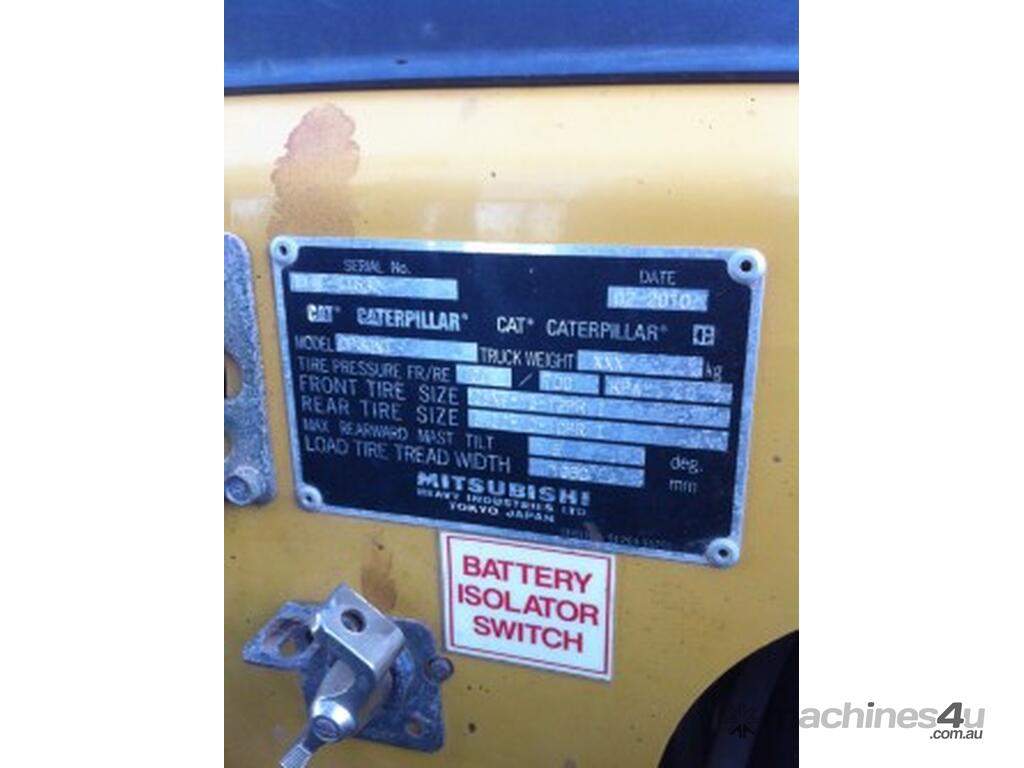 SERIAL No.
DATE
02-2010
CAT® CATERPILLAR® CAT® CATERPILLAR®
MODEL TRUCK WEIGHT XXX kg
TIRE PRESSURE FR/RE / 700 KPA
FRONT TIRE SIZE
REAR TIRE SIZE
MAX REARWARD MAST TILT deg.
LOAD TIRE TREAD WIDTH mm
MITSUBISHI
HEAVY INDUSTRIES LTD
TOKYO JAPAN
BATTERY
ISOLATOR
SWITCH
machines4u
.com.au